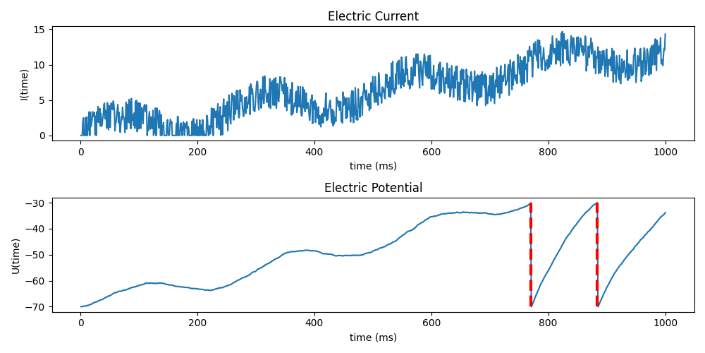 Electric Current
15
10
5
0
I(time)
0 200 400 600 800 1000
time (ms)
Electric Potential
−30
−40
−50
−60
−70
U(time)
0 200 400 600 800 1000
time (ms)